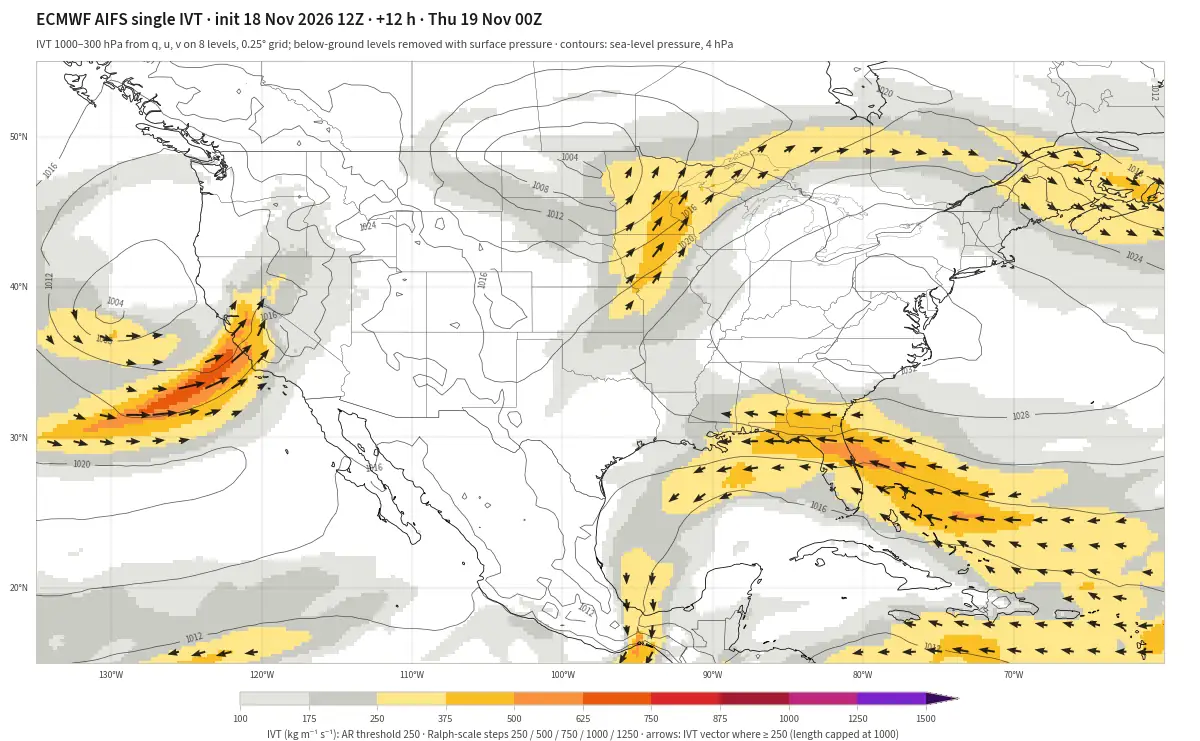 ECMWF AIFS single IVT · init 18 Nov 2026 12Z · +12 h · Thu 19 Nov 00Z
IVT 1000–300 hPa from q, u, v on 8 levels, 0.25° grid; below-ground levels removed with surface pressure · contours: sea-level pressure, 4 hPa
1020
1012
50°N
1004
1016
1016
1008
1012
1016
1024
1020
1024
1012
1016
40°N
1004
1016
1032
1028
30°N
1020
1016
1016
20°N
1012
1012
1012
130°W
120°W
110°W
100°W
90°W
80°W
70°W
100
175
250
375
500
625
750
875
1000
1250
1500
IVT (kg m⁻¹ s⁻¹): AR threshold 250 · Ralph-scale steps 250 / 500 / 750 / 1000 / 1250 · arrows: IVT vector where ≥ 250 (length capped at 1000)